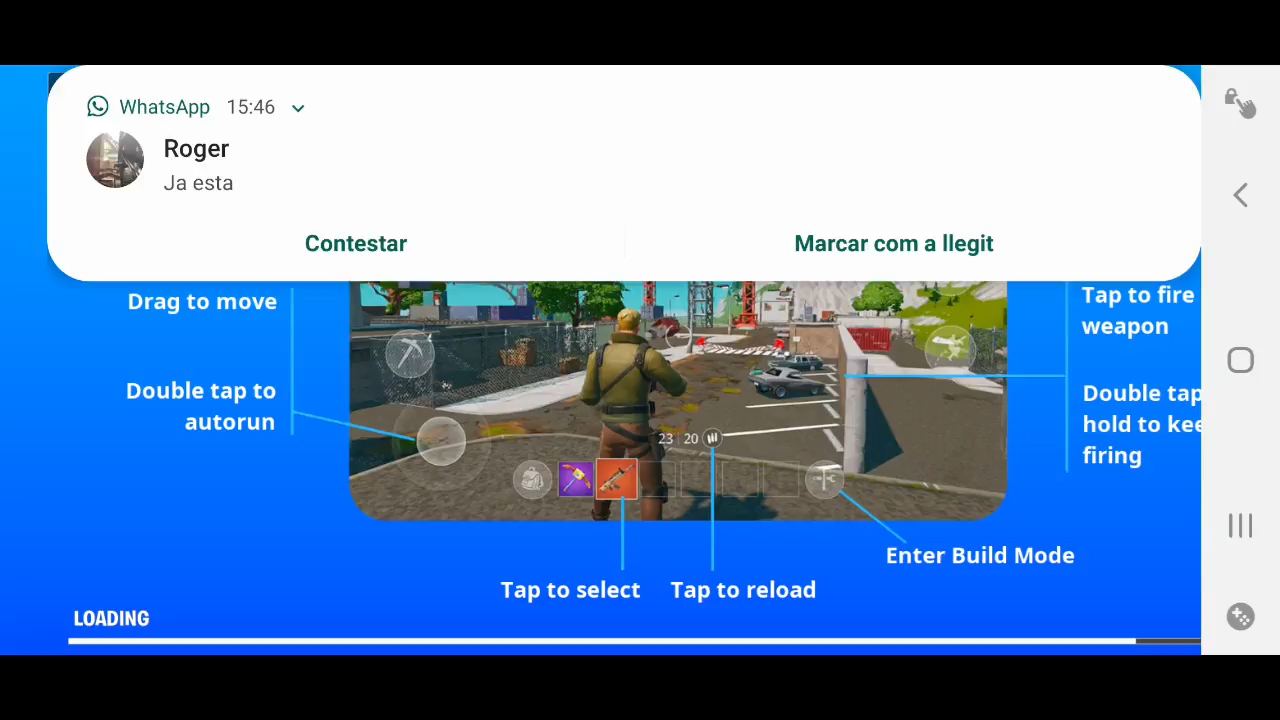 WhatsApp 15:46
Roger
Ja esta
Contestar
Marcar com a llegit
Drag to move
Double tap to
autorun
Tap to fire
weapon
Double tap
hold to kee
firing
23 20
Enter Build Mode
Tap to select
Tap to reload
LOADING